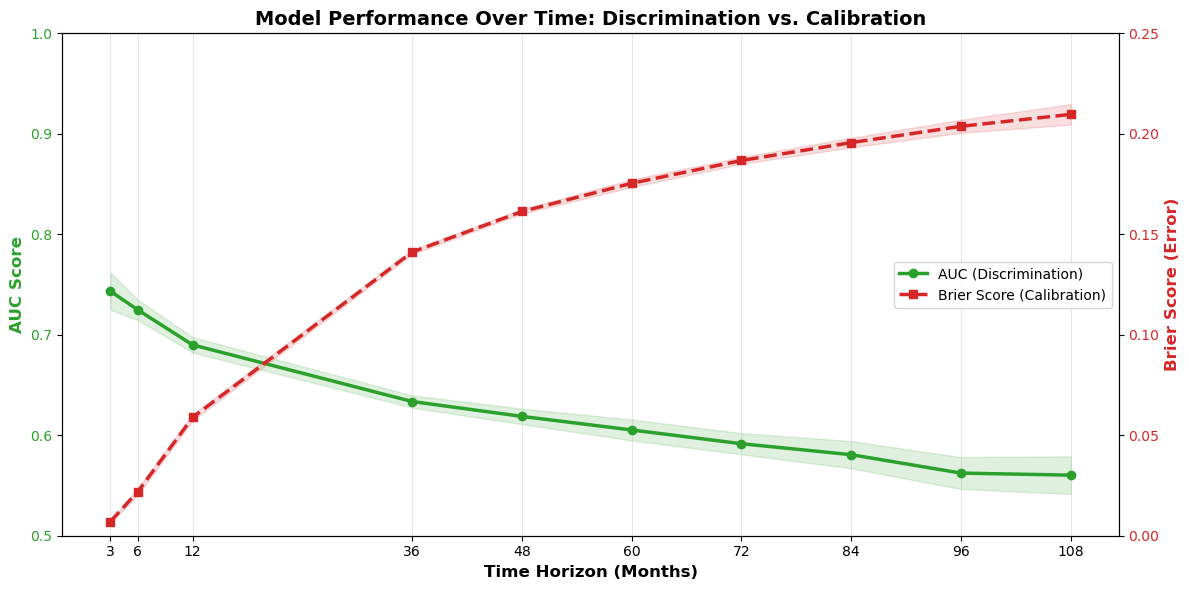 Model Performance Over Time: Discrimination vs. Calibration
1.0
0.9
0.8
0.7
0.6
0.5
AUC Score
0.25
0.20
0.15
0.10
0.05
0.00
Brier Score (Error)
AUC (Discrimination)
Brier Score (Calibration)
3 6 12 36 48 60 72 84 96 108
Time Horizon (Months)